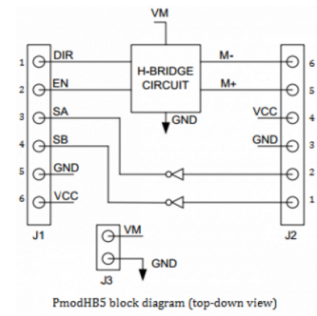 VM
1 DIR M- 6
H-BRIDGE
CIRCUIT
2 EN M+ 5
3 SA VCC 4
GND
4 SB GND 3
5 GND 2
6 VCC 1
J1 J2
VM
GND
J3
PmodHB5 block diagram (top-down view)